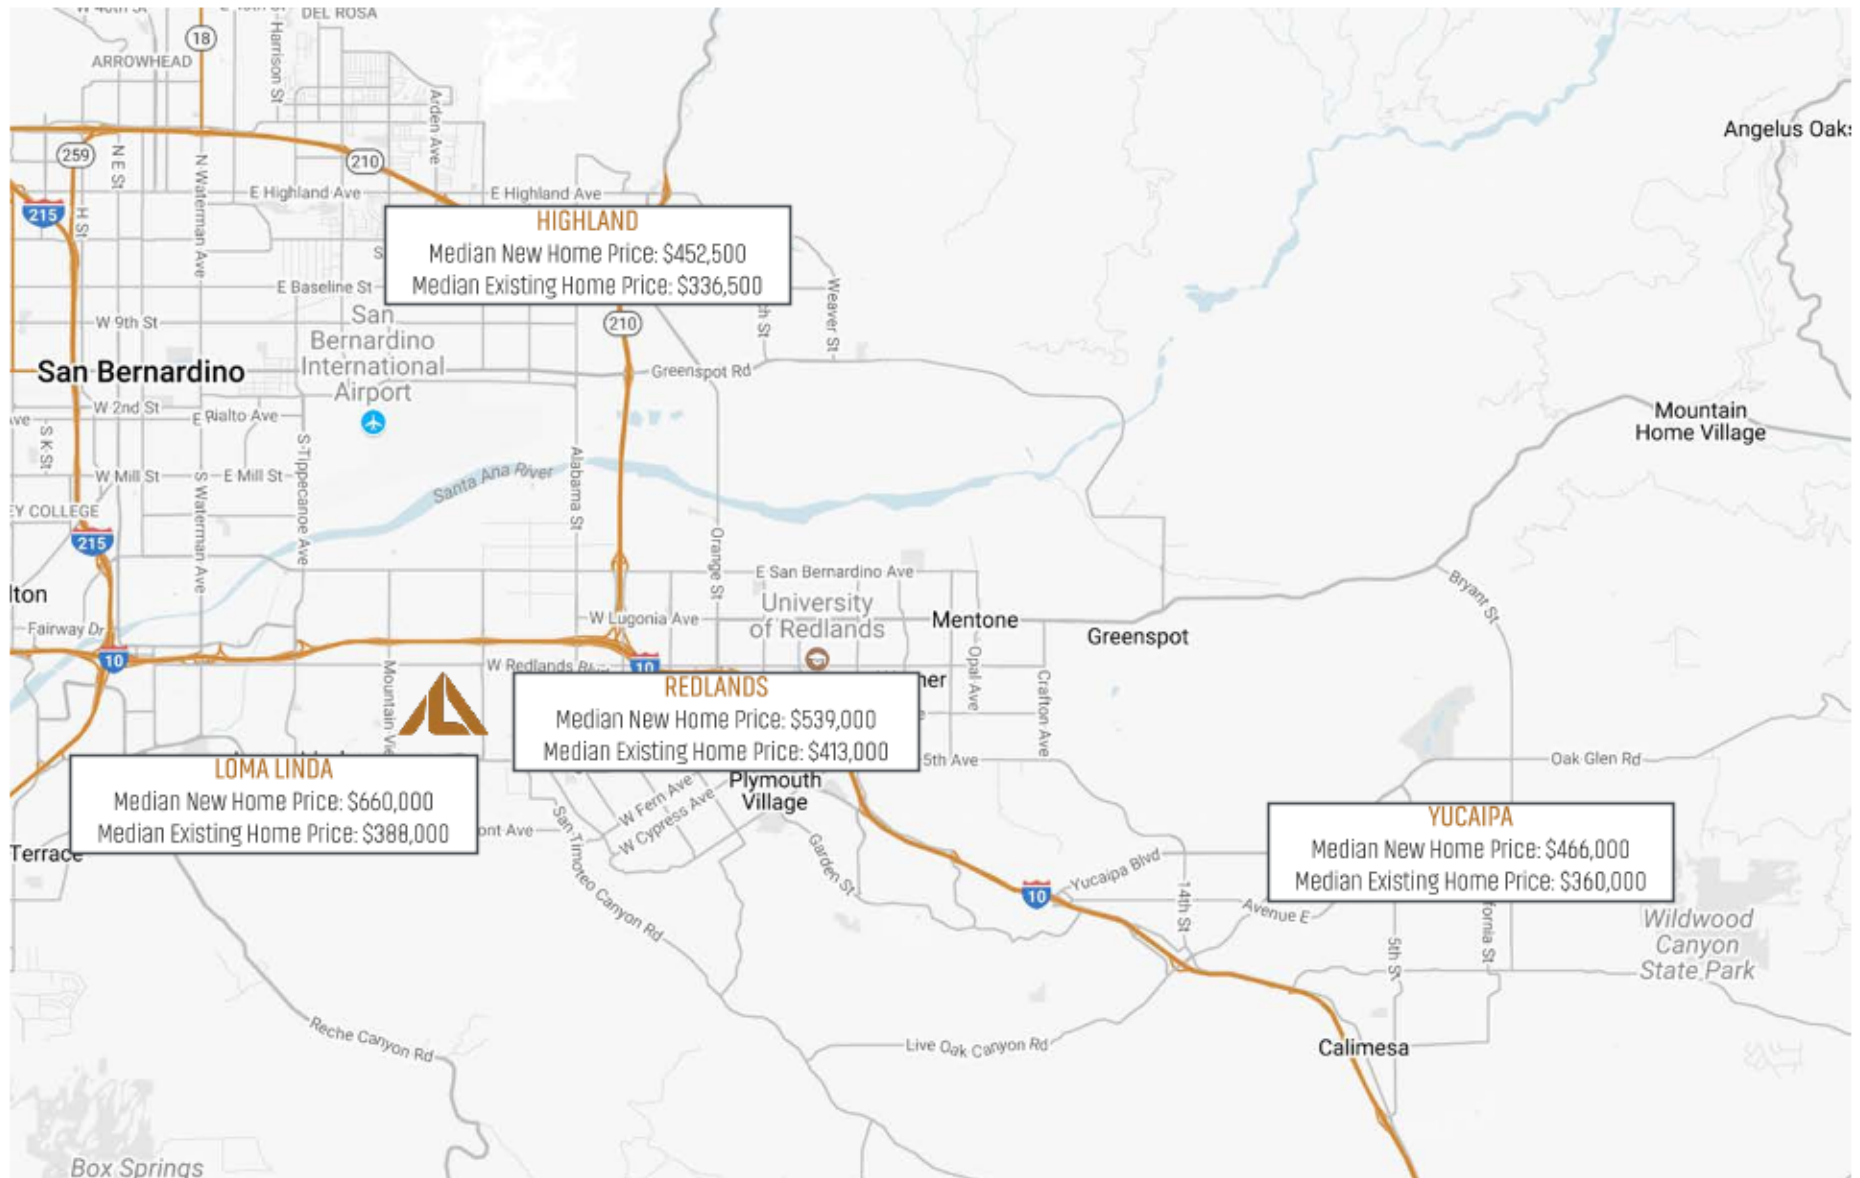 DEL ROSA
18
Harrison St
ARROWHEAD
Arden Ave
Angelus Oaks
259
N E St
N Waterman Ave
210
E Highland Ave
E Highland Ave
215
H St
HIGHLAND
Median New Home Price: $452,500
Median Existing Home Price: $336,500
E Baseline St
Weaver St
W 9th St
San
Bernardino
International
Airport
210
San Bernardino
Greenspot Rd
W 2nd St
E Rialto Ave
Mountain
Home Village
S K St
S Tippecanoe Ave
Alabama St
W Mill St
S Waterman Ave
E Mill St
Santa Ana River
EY COLLEGE
215
Orange St
E San Bernardino Ave
Bryant St
lton
University
of Redlands
W Lugonia Ave
Mentone
Fairway Dr
Greenspot
10
Mountain Vie
W Redlands
10
Opal Ave
Crafton Ave
her
REDLANDS
Median New Home Price: $539,000
Median Existing Home Price: $413,000
5th Ave
Oak Glen Rd
LOMA LINDA
Median New Home Price: $660,000
Median Existing Home Price: $388,000
Plymouth
Village
W Fern Ave
W Cypress Ave
ont Ave
San Timoteo Canyon Rd
Garden St
Terrace
YUCAIPA
Median New Home Price: $466,000
Median Existing Home Price: $360,000
Yucaipa Blvd
10
14th St
Avenue E
5th St
fornia St
Wildwood
Canyon
State Park
Reche Canyon Rd
Live Oak Canyon Rd
Calimesa
Box Springs